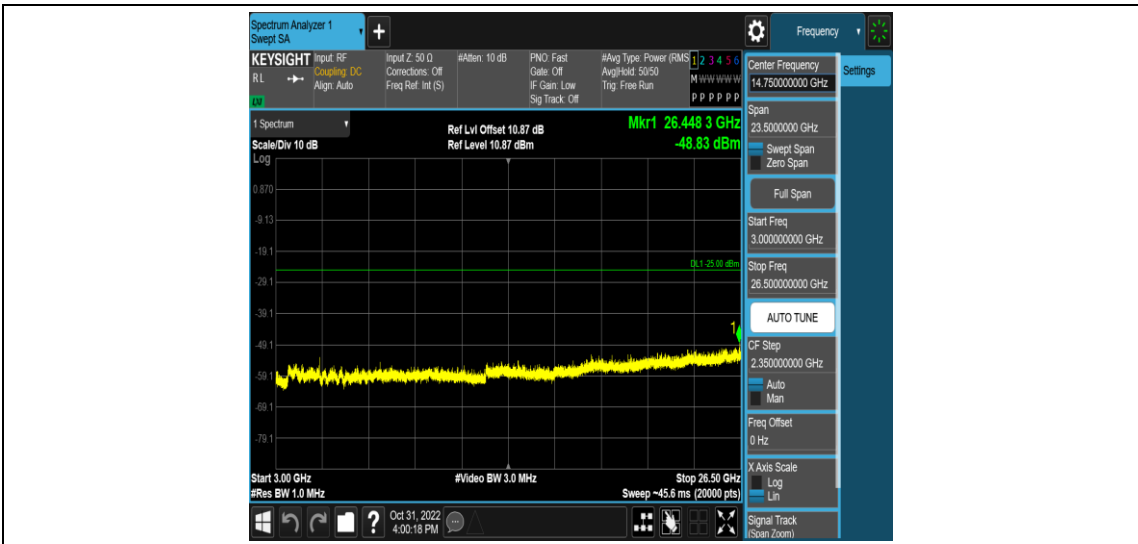 Spectrum Analyzer 1
Swept SA
+
Frequency
KEYSIGHT
RL
LXI
Input: RF
Coupling: DC
Align: Auto
Input Z: 50 Ω
Corrections: Off
Freq Ref: Int (S)
#Atten: 10 dB
PNO: Fast
Gate: Off
IF Gain: Low
Sig Track: Off
#Avg Type: Power (RMS
Avg|Hold: 50/50
Trig: Free Run
1 2 3 4 5 6
M W W W W W
P P P P P P
Center Frequency
14.750000000 GHz
Settings
Span
23.5000000 GHz
Swept Span
Zero Span
Full Span
Start Freq
3.000000000 GHz
Stop Freq
26.500000000 GHz
AUTO TUNE
CF Step
2.350000000 GHz
Auto
Man
Freq Offset
0 Hz
X Axis Scale
Log
Lin
Signal Track
(Span Zoom)
1 Spectrum
Scale/Div 10 dB
Log
Ref Lvl Offset 10.87 dB
Ref Level 10.87 dBm
Mkr1 26.448 3 GHz
-48.83 dBm
0.870
-9.13
-19.1
DL1 -25.00 dBm
-29.1
-39.1
1
-49.1
-59.1
-69.1
-79.1
Start 3.00 GHz
#Res BW 1.0 MHz
#Video BW 3.0 MHz
Stop 26.50 GHz
Sweep ~45.6 ms (20000 pts)
?
Oct 31, 2022
4:00:18 PM